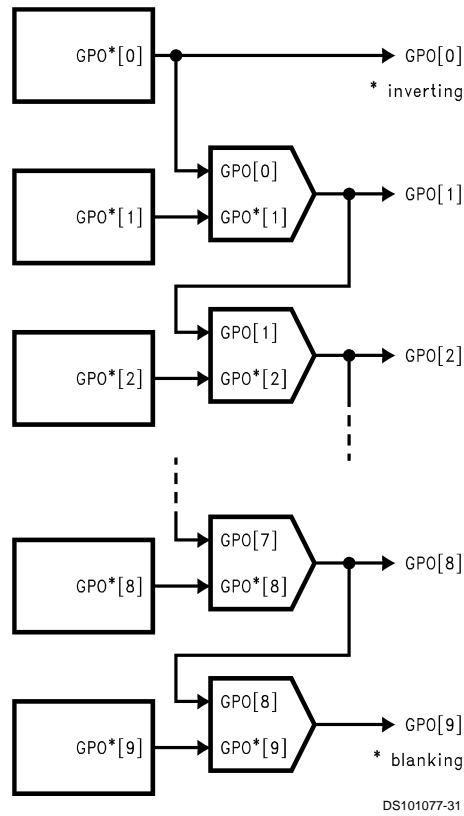 GPO*[0] GPO[0]
* inverting
GPO[0]
GPO*[1] GPO*[1] GPO[1]
GPO[1]
GPO*[2] GPO*[2] GPO[2]
GPO[7]
GPO*[8] GPO*[8] GPO[8]
GPO[8]
GPO*[9] GPO*[9] GPO[9]
* blanking
DS101077-31